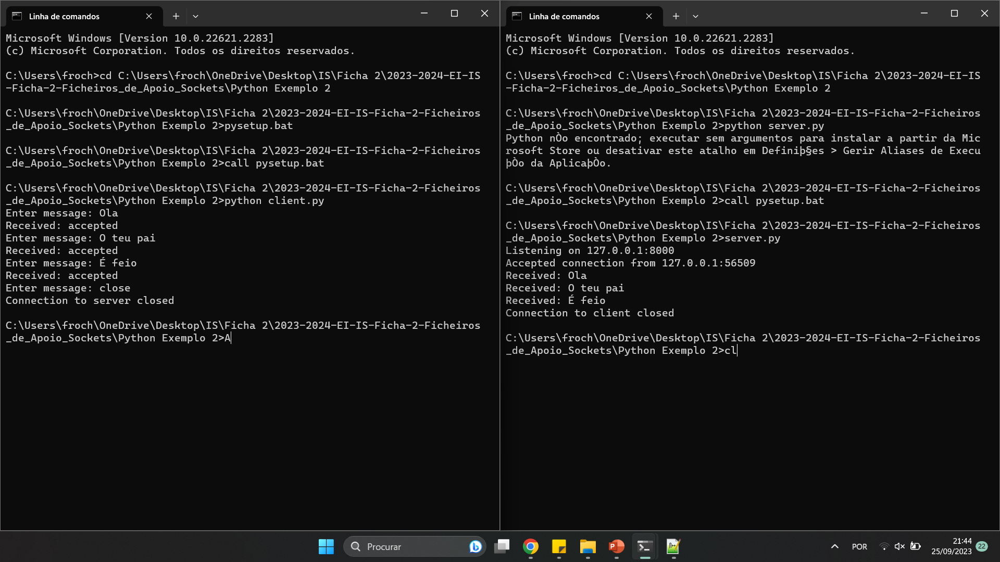 Linha de comandos
Microsoft Windows [Version 10.0.22621.2283]
(c) Microsoft Corporation. Todos os direitos reservados.
C:\Users\froch>cd C:\Users\froch\OneDrive\Desktop\IS\Ficha 2\2023-2024-EI-IS
-Ficha-2-Ficheiros_de_Apoio_Sockets\Python Exemplo 2
C:\Users\froch\OneDrive\Desktop\IS\Ficha 2\2023-2024-EI-IS-Ficha-2-Ficheiros
_de_Apoio_Sockets\Python Exemplo 2>pysetup.bat
C:\Users\froch\OneDrive\Desktop\IS\Ficha 2\2023-2024-EI-IS-Ficha-2-Ficheiros
_de_Apoio_Sockets\Python Exemplo 2>call pysetup.bat
C:\Users\froch\OneDrive\Desktop\IS\Ficha 2\2023-2024-EI-IS-Ficha-2-Ficheiros
_de_Apoio_Sockets\Python Exemplo 2>python client.py
Enter message: Ola
Received: accepted
Enter message: O teu pai
Received: accepted
Enter message: É feio
Received: accepted
Enter message: close
Connection to server closed
C:\Users\froch\OneDrive\Desktop\IS\Ficha 2\2023-2024-EI-IS-Ficha-2-Ficheiros
_de_Apoio_Sockets\Python Exemplo 2>A
Linha de comandos
Microsoft Windows [Version 10.0.22621.2283]
(c) Microsoft Corporation. Todos os direitos reservados.
C:\Users\froch>cd C:\Users\froch\OneDrive\Desktop\IS\Ficha 2\2023-2024-EI-IS
-Ficha-2-Ficheiros_de_Apoio_Sockets\Python Exemplo 2
C:\Users\froch\OneDrive\Desktop\IS\Ficha 2\2023-2024-EI-IS-Ficha-2-Ficheiros
_de_Apoio_Sockets\Python Exemplo 2>python server.py
Python nÒo encontrado; executar sem argumentos para instalar a partir da Mic
rosoft Store ou desativar este atalho em Definiþ§es > Gerir Aliases de Execu
þÒo da AplicaþÒo.
C:\Users\froch\OneDrive\Desktop\IS\Ficha 2\2023-2024-EI-IS-Ficha-2-Ficheiros
_de_Apoio_Sockets\Python Exemplo 2>call pysetup.bat
C:\Users\froch\OneDrive\Desktop\IS\Ficha 2\2023-2024-EI-IS-Ficha-2-Ficheiros
_de_Apoio_Sockets\Python Exemplo 2>server.py
Listening on 127.0.0.1:8000
Accepted connection from 127.0.0.1:56509
Received: Ola
Received: O teu pai
Received: É feio
Connection to client closed
C:\Users\froch\OneDrive\Desktop\IS\Ficha 2\2023-2024-EI-IS-Ficha-2-Ficheiros
_de_Apoio_Sockets\Python Exemplo 2>cl
Procurar
POR
21:44
25/09/2023
22